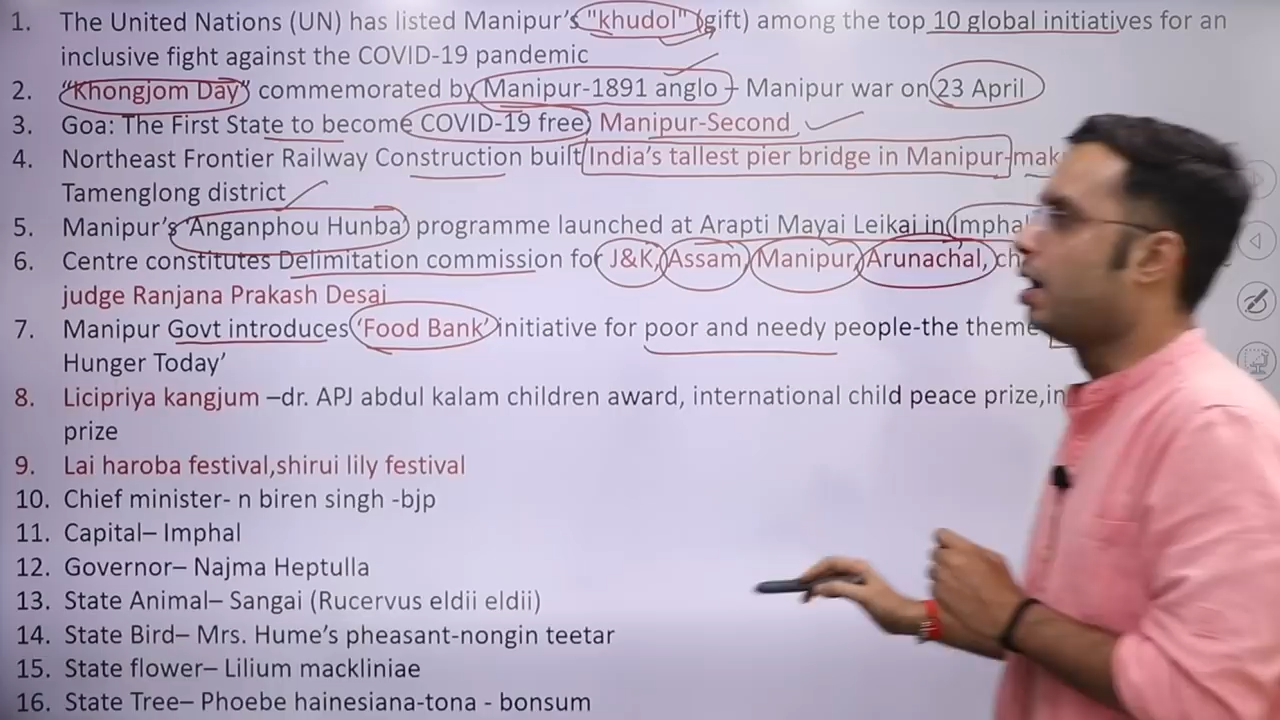 1. The United Nations (UN) has listed Manipur's "khudol" (gift) among the top 10 global initiatives for an
inclusive fight against the COVID-19 pandemic
2. "Khongjom Day" commemorated by Manipur-1891 anglo – Manipur war on 23 April
3. Goa: The First State to become COVID-19 free, Manipur-Second
4. Northeast Frontier Railway Construction built India's tallest pier bridge in Manipur-
Tamenglong district
5. Manipur's 'Anganphou Hunba' programme launched at Arapti Mayai Leikai in Imphal
6. Centre constitutes Delimitation commission for J&K, Assam, Manipur, Arunachal,
judge Ranjana Prakash Desai
7. Manipur Govt introduces 'Food Bank' initiative for poor and needy people-the theme
Hunger Today'
8. Licipriya kangjum –dr. APJ abdul kalam children award, international child peace prize,
prize
9. Lai haroba festival,shirui lily festival
10. Chief minister- n biren singh -bjp
11. Capital– Imphal
12. Governor– Najma Heptulla
13. State Animal– Sangai (Rucervus eldii eldii)
14. State Bird– Mrs. Hume's pheasant-nongin teetar
15. State flower– Lilium mackliniae
16. State Tree– Phoebe hainesiana-tona - bonsum